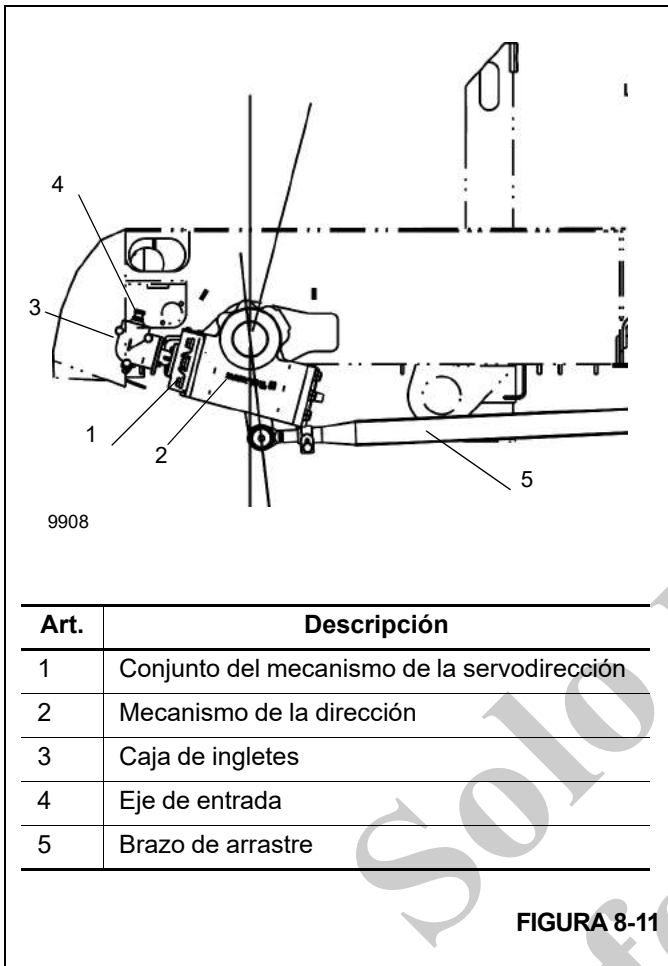 4
3
1
2
5
9908
Art. Descripción
1 Conjunto del mecanismo de la servodirección
2 Mecanismo de la dirección
3 Caja de ingletes
4 Eje de entrada
5 Brazo de arrastre
Solo
FIGURA 8-11